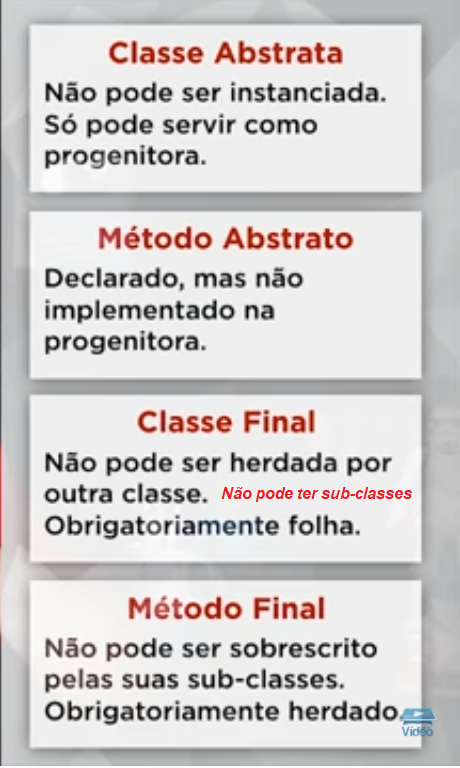 Classe Abstrata
Não pode ser instanciada.
Só pode servir como
progenitora.
Método Abstrato
Declarado, mas não
implementado na
progenitora.
Classe Final
Não pode ser herdada por
outra classe. Não pode ter sub-classes
Obrigatoriamente folha.
Método Final
Não pode ser sobrescrito
pelas suas sub-classes.
Obrigatoriamente herdado.
Vídeo